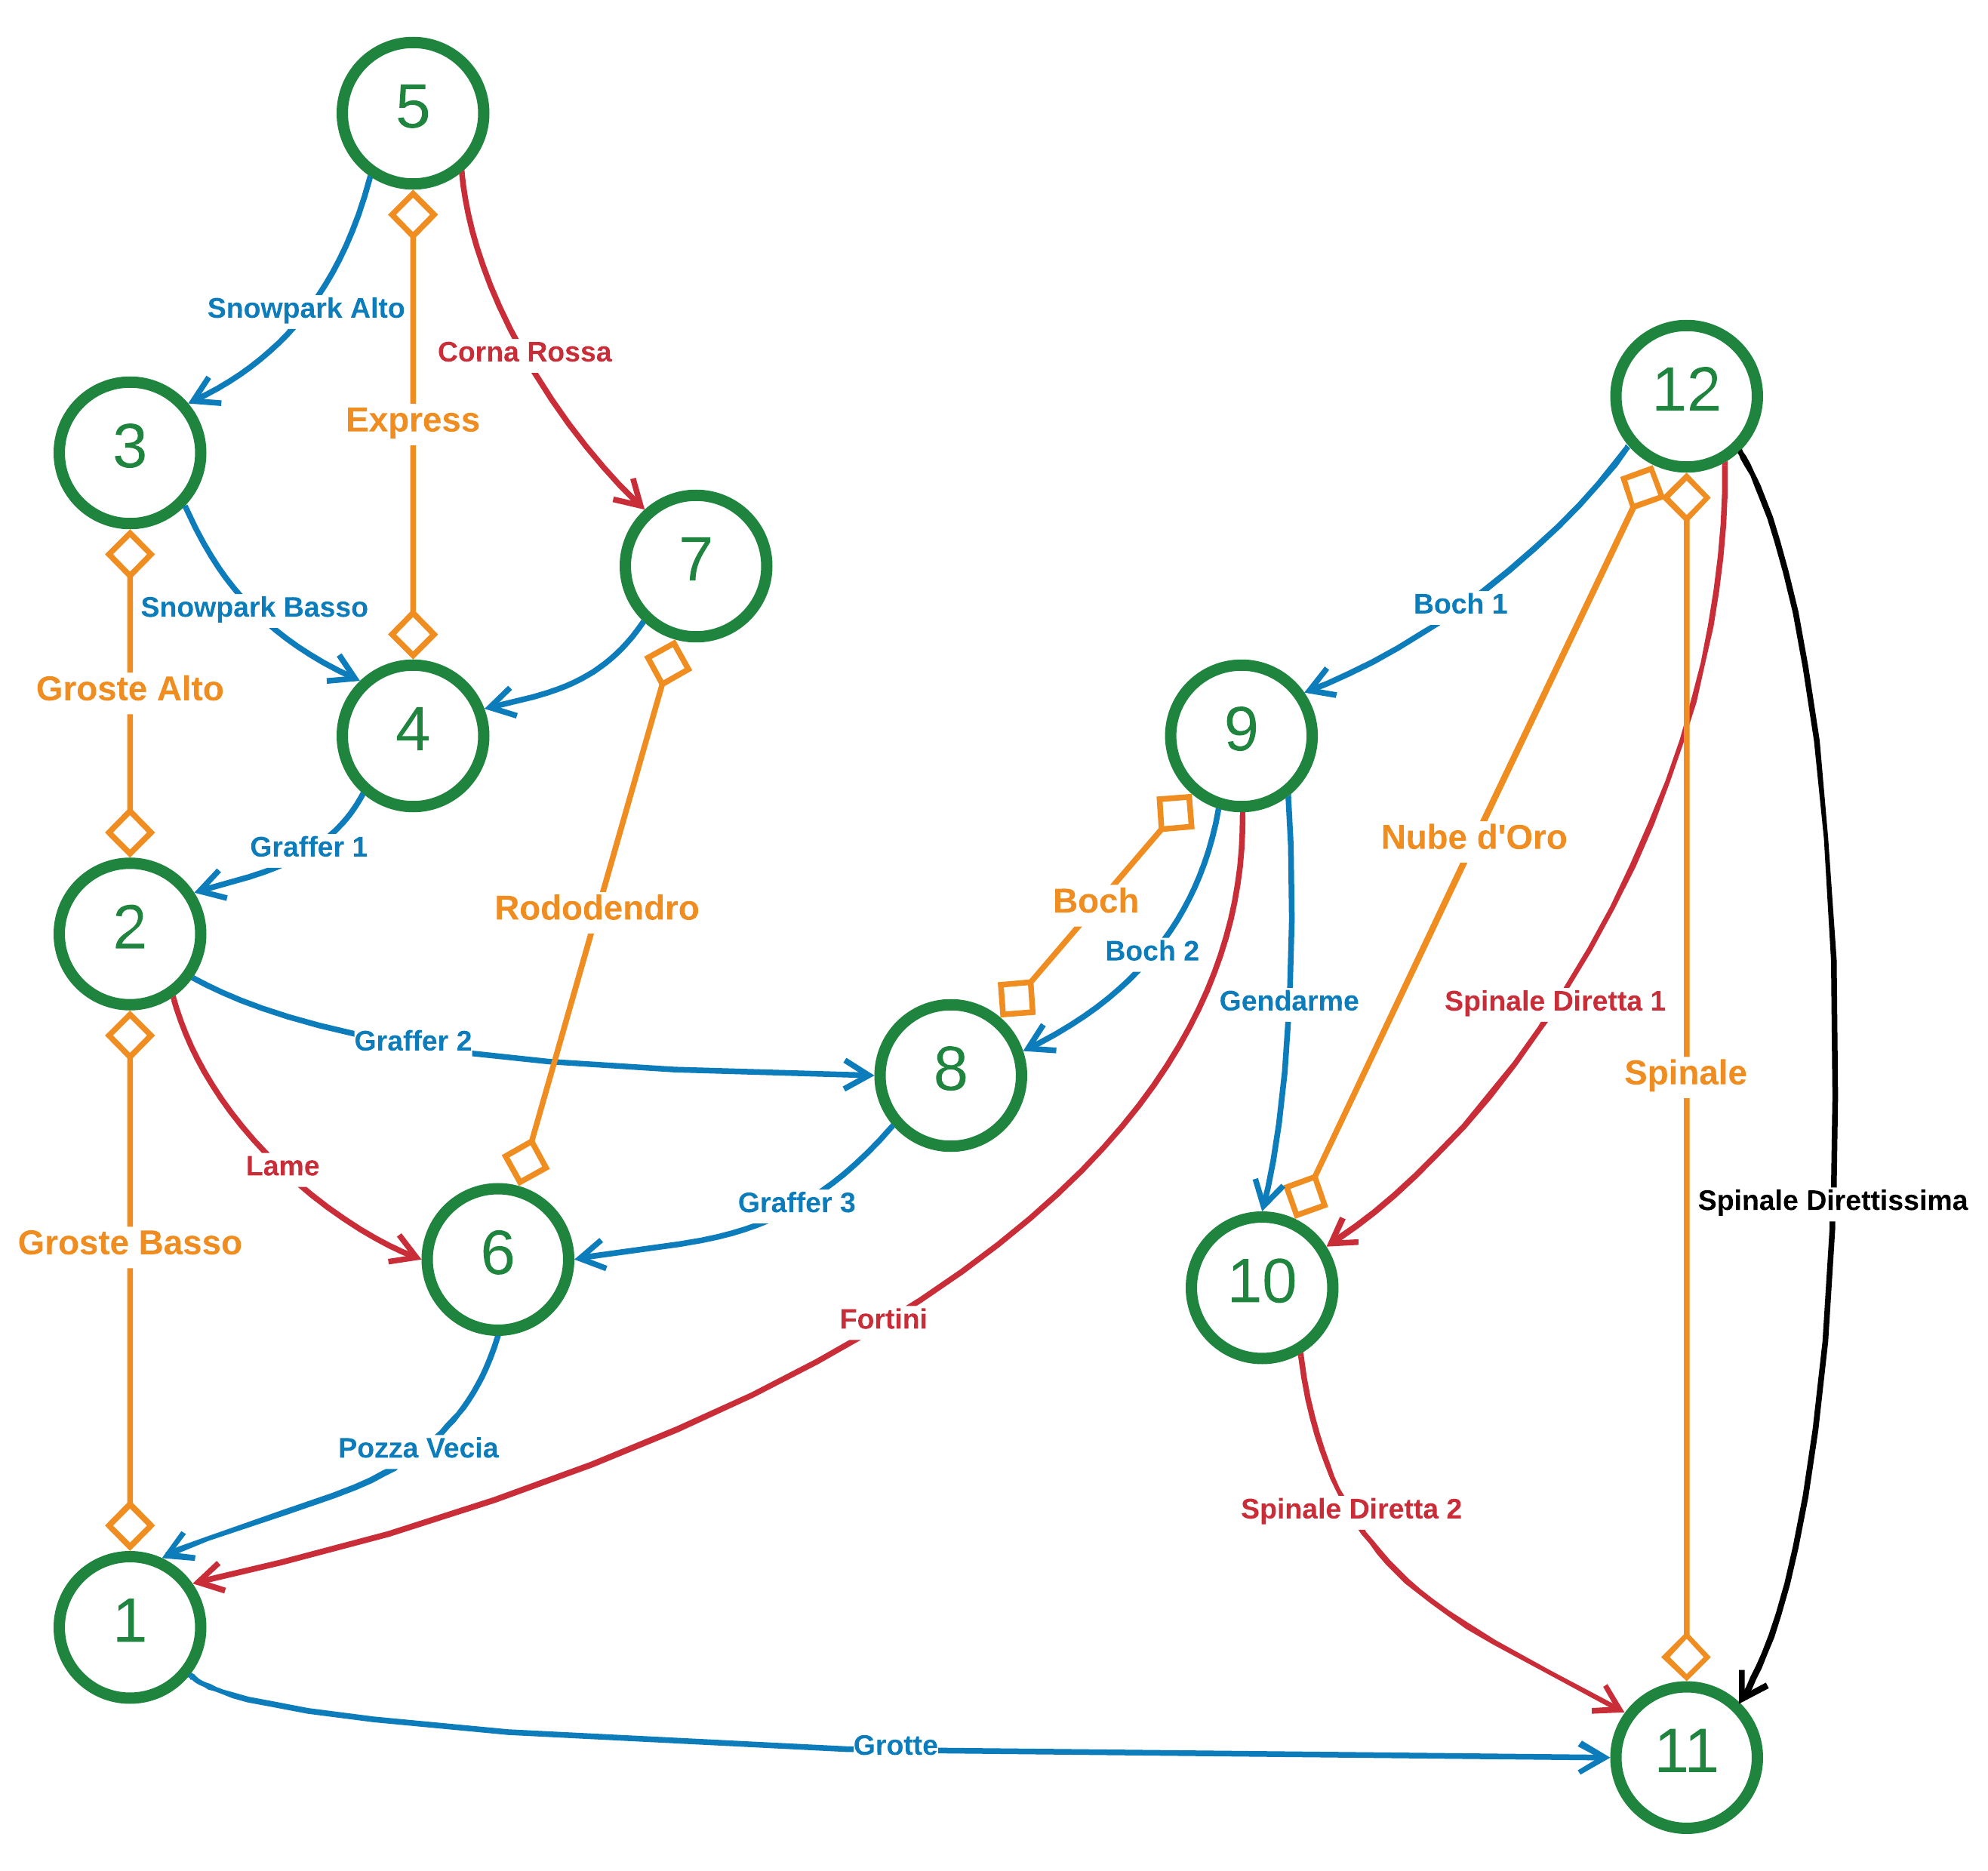 5
Snowpark Alto
Corna Rossa
12
Express
3
7
Boch 1
Snowpark Basso
Groste Alto
4
9
Nube d'Oro
Graffer 1
Boch
Rododendro
2
Boch 2
Gendarme
Spinale Diretta 1
Graffer 2
8
Spinale
Lame
Graffer 3
Spinale Direttissima
Groste Basso
6
10
Fortini
Pozza Vecia
Spinale Diretta 2
1
Grotte
11